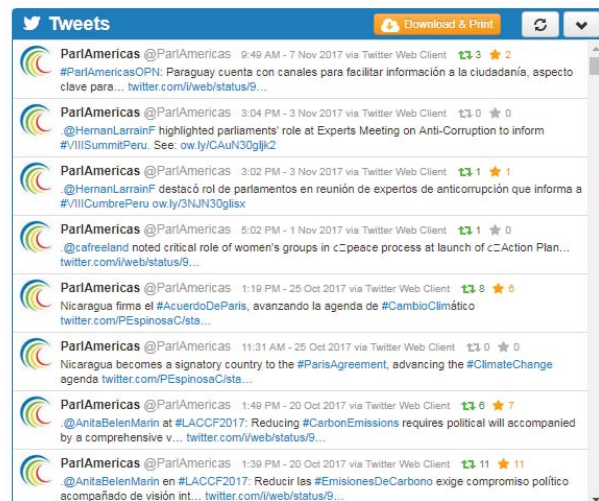 Tweets
Download & Print
ParlAmericas @ParlAmericas 9:49 AM - 7 Nov 2017 via Twitter Web Client 3 2
#ParlAmericasOPN: Paraguay cuenta con canales para facilitar información a la ciudadanía, aspecto
clave para... twitter.com/i/web/status/9...
ParlAmericas @ParlAmericas 3:04 PM - 3 Nov 2017 via Twitter Web Client 0 0
.@HernanLarrainF highlighted parliaments' role at Experts Meeting on Anti-Corruption to inform
#VIIISummitPeru. See: ow.ly/CAuN30gljk2
ParlAmericas @ParlAmericas 3:02 PM - 3 Nov 2017 via Twitter Web Client 1 1
.@HernanLarrainF destacó rol de parlamentos en reunión de expertos de anticorrupción que informa a
#VIIICumbrePeru ow.ly/3NJN30glisx
ParlAmericas @ParlAmericas 5:02 PM - 1 Nov 2017 via Twitter Web Client 1 0
.@cafreeland noted critical role of women's groups in peace process at launch of Action Plan...
twitter.com/i/web/status/9...
ParlAmericas @ParlAmericas 1:19 PM - 25 Oct 2017 via Twitter Web Client 8 6
Nicaragua firma el #AcuerdoDeParis, avanzando la agenda de #CambioClimático
twitter.com/PEspinosaC/sta...
ParlAmericas @ParlAmericas 11:31 AM - 25 Oct 2017 via Twitter Web Client 0 0
Nicaragua becomes a signatory country to the #ParisAgreement, advancing the #ClimateChange
agenda twitter.com/PEspinosaC/sta...
ParlAmericas @ParlAmericas 1:49 PM - 20 Oct 2017 via Twitter Web Client 6 7
.@AnitaBelenMarin at #LACCF2017: Reducing #CarbonEmissions requires political will accompanied
by a comprehensive v... twitter.com/i/web/status/9...
ParlAmericas @ParlAmericas 1:39 PM - 20 Oct 2017 via Twitter Web Client 11 11
.@AnitaBelenMarin en #LACCF2017: Reducir las #EmisionesDeCarbono exige compromiso político
acompañado de visión int... twitter.com/i/web/status/9...